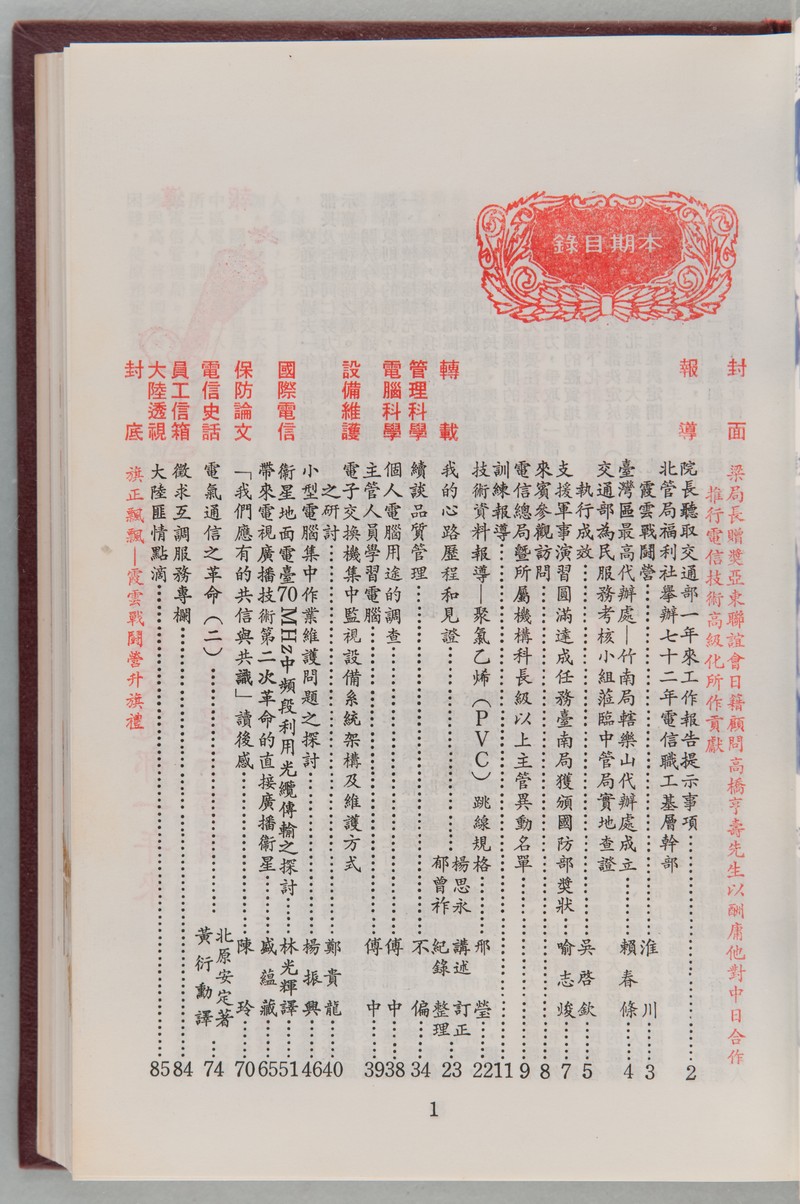 本期目錄
封面
梁局長贈獎亞東聯誼會日籍顧問高橋亨壽先生以酬庸他對中日合作
推行電信技術高級化所作貢獻
報導
院長聽取交通部一年來工作報告提示事項……2
北管局福利社舉辦七十二年電信職工基層幹部
霞雲戰鬪營……淮川……3
臺灣區最高代辦處—竹南局轄樂山代辦處成立……賴春條……4
交通部為民服務考核小組蒞臨中管局實地查證
執行成效……吳啓欽……5
支援軍事演習圓滿達成任務臺南局獲頒國防部獎狀……喻志峻……7
來賓參觀訪問……8
電信總局暨所屬機構科長級以上主管異動名單……9
訓練報導……11
技術資料報導—聚氯乙烯(PVC)跳線規格……邢瑩……22
轉載
我的心路歷程和見證……楊思永講述訂正 郁曾祚紀錄整理……23
管理科學
續談品質管理……不偏……34
電腦科學
個人電腦用途的調查……傅中……38
主管人員學習電腦……傅中……39
設備維護
電子交換機集中監視設備系統架構及維護方式
之研討……鄭貴龍……40
小型電腦集中作業維護問題之探討……楊振興……46
國際電信
衛星地面電臺70MHz中頻段利用光纜傳輸之探討……林光輝譯……51
帶來電視廣播技術第二次革命的直接廣播衛星……盛蘊藏……65
保防論文
「我們應有的共信與共識」讀後感……陳玲……70
電信史話
電氣通信之革命(二)……北原安定著 黃衍勳譯……74
員工信箱
徵求互調服務專欄……84
大陸透視
大陸匪情點滴……85
封底
旗正飄飄—霞雲戰鬪營升旗禮
1